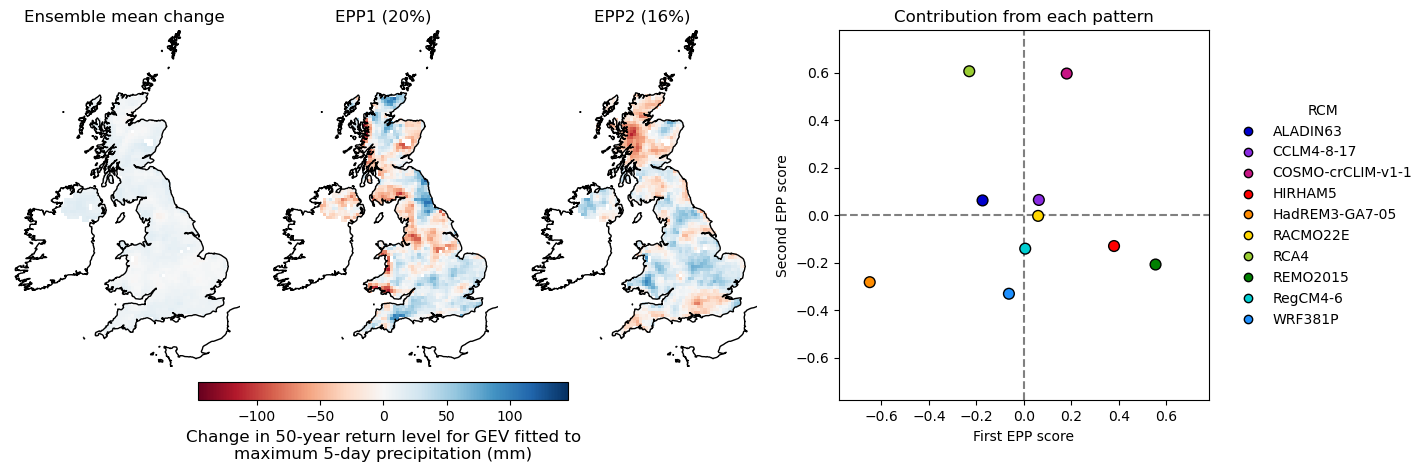 Ensemble mean change
EPP1 (20%)
EPP2 (16%)
−100
−50
0
50
100
Change in 50-year return level for GEV fitted to
maximum 5-day precipitation (mm)
Contribution from each pattern
Second EPP score
0.6
0.4
0.2
0.0
−0.2
−0.4
−0.6
−0.6
−0.4
−0.2
0.0
0.2
0.4
0.6
First EPP score
RCM
ALADIN63
CCLM4-8-17
COSMO-crCLIM-v1-1
HIRHAM5
HadREM3-GA7-05
RACMO22E
RCA4
REMO2015
RegCM4-6
WRF381P